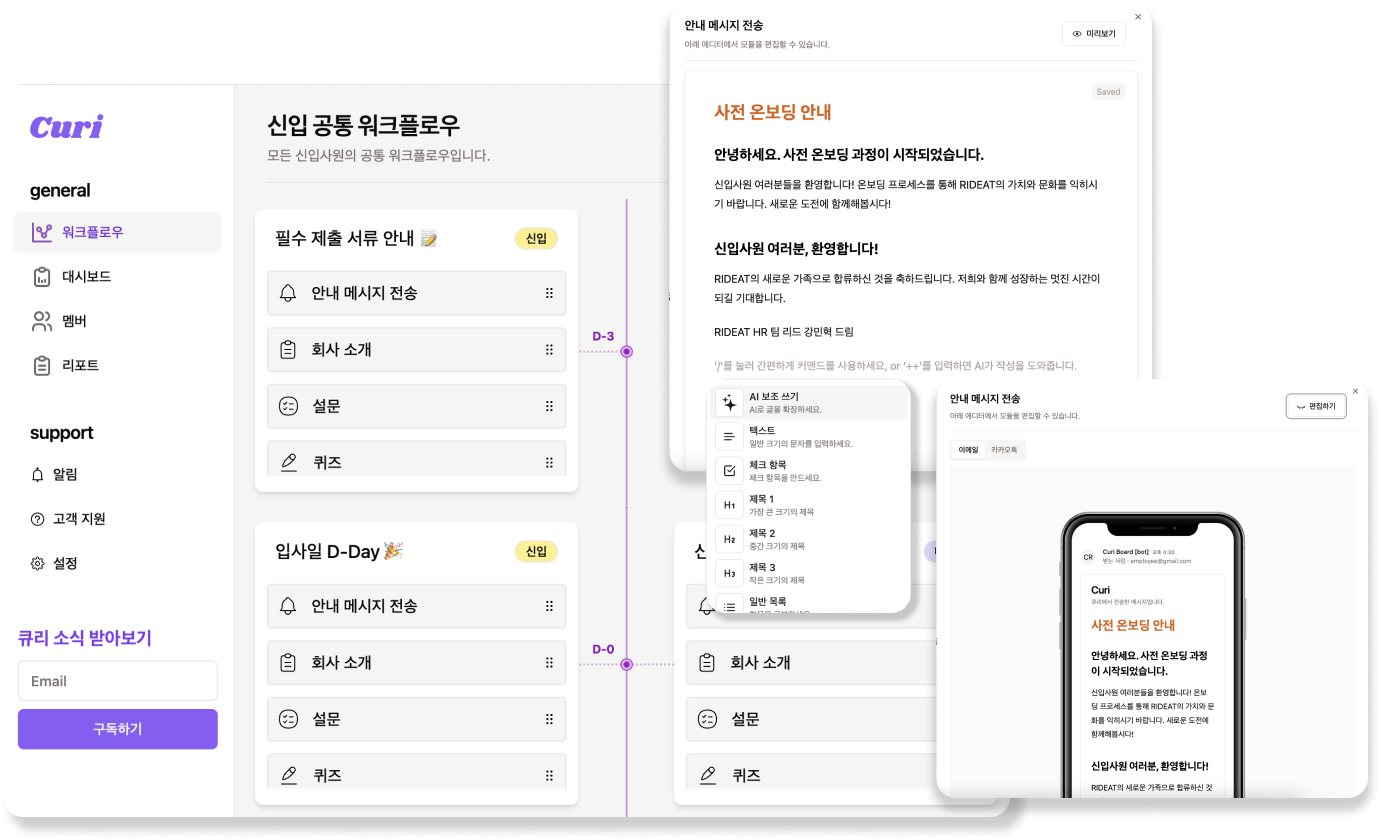 Curi
general
워크플로우
대시보드
멤버
리포트
support
알림
고객 지원
설정
큐리 소식 받아보기
Email
구독하기
신입 공통 워크플로우
모든 신입사원의 공통 워크플로우입니다.
필수 제출 서류 안내 📝
신입
안내 메시지 전송
회사 소개
설문
퀴즈
D-3
입사일 D-Day 🎉
신입
안내 메시지 전송
회사 소개
설문
퀴즈
D-0
회사 소개
설문
퀴즈
안내 메시지 전송
아래 에디터에서 모듈을 편집할 수 있습니다.
미리보기
Saved
사전 온보딩 안내
안녕하세요. 사전 온보딩 과정이 시작되었습니다.
신입사원 여러분들을 환영합니다! 온보딩 프로세스를 통해 RIDEAT의 가치와 문화를 익히시
기 바랍니다. 새로운 도전에 함께해봅시다!
신입사원 여러분, 환영합니다!
RIDEAT의 새로운 가족으로 합류하신 것을 축하드립니다. 저희와 함께 성장하는 멋진 시간이
되길 기대합니다.
RIDEAT HR 팀 리드 강민혁 드림
'/'를 눌러 간편하게 커맨드를 사용하세요, or '++'를 입력하면 AI가 작성을 도와줍니다.
AI 보조 쓰기
AI로 글을 확장하세요.
텍스트
일반 크기의 문자를 입력하세요.
체크 항목
체크 항목을 만드세요.
H1
제목 1
가장 큰 크기의 제목
H2
제목 2
중간 크기의 제목
H3
제목 3
작은 크기의 제목
일반 목록
안내 메시지 전송
아래 에디터에서 모듈을 편집할 수 있습니다.
편집하기
이메일
카카오톡
CR
Curi Board [bot] 오후 4:30
받는 사람 : employee@gmail.com
Curi
큐리에서 전송한 메시지입니다.
사전 온보딩 안내
안녕하세요. 사전 온보딩 과정
이 시작되었습니다.
신입사원 여러분들을 환영합니다! 온보
딩 프로세스를 통해 RIDEAT의 가치와 문
화를 익히시기 바랍니다. 새로운 도전에
함께해봅시다!
신입사원 여러분, 환영합니다!
RIDEAT의 새로운 가족으로 합류하신 것